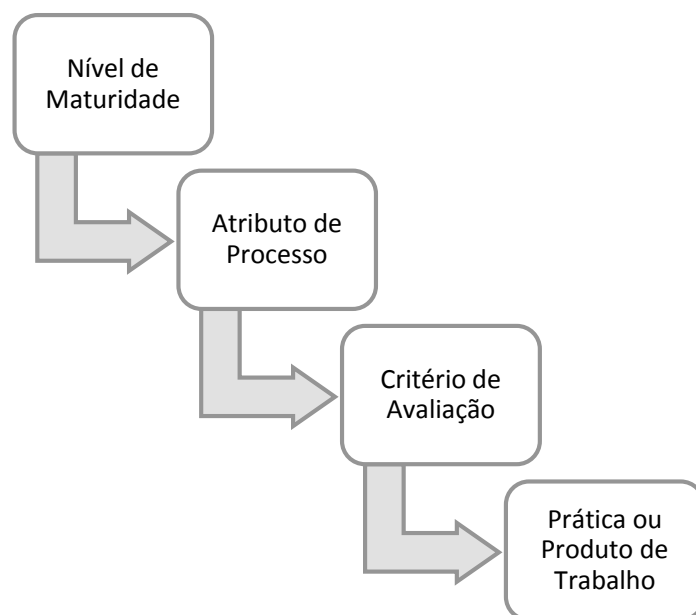 Nível de
Maturidade
Atributo de
Processo
Critério de
Avaliação
Prática ou
Produto de
Trabalho